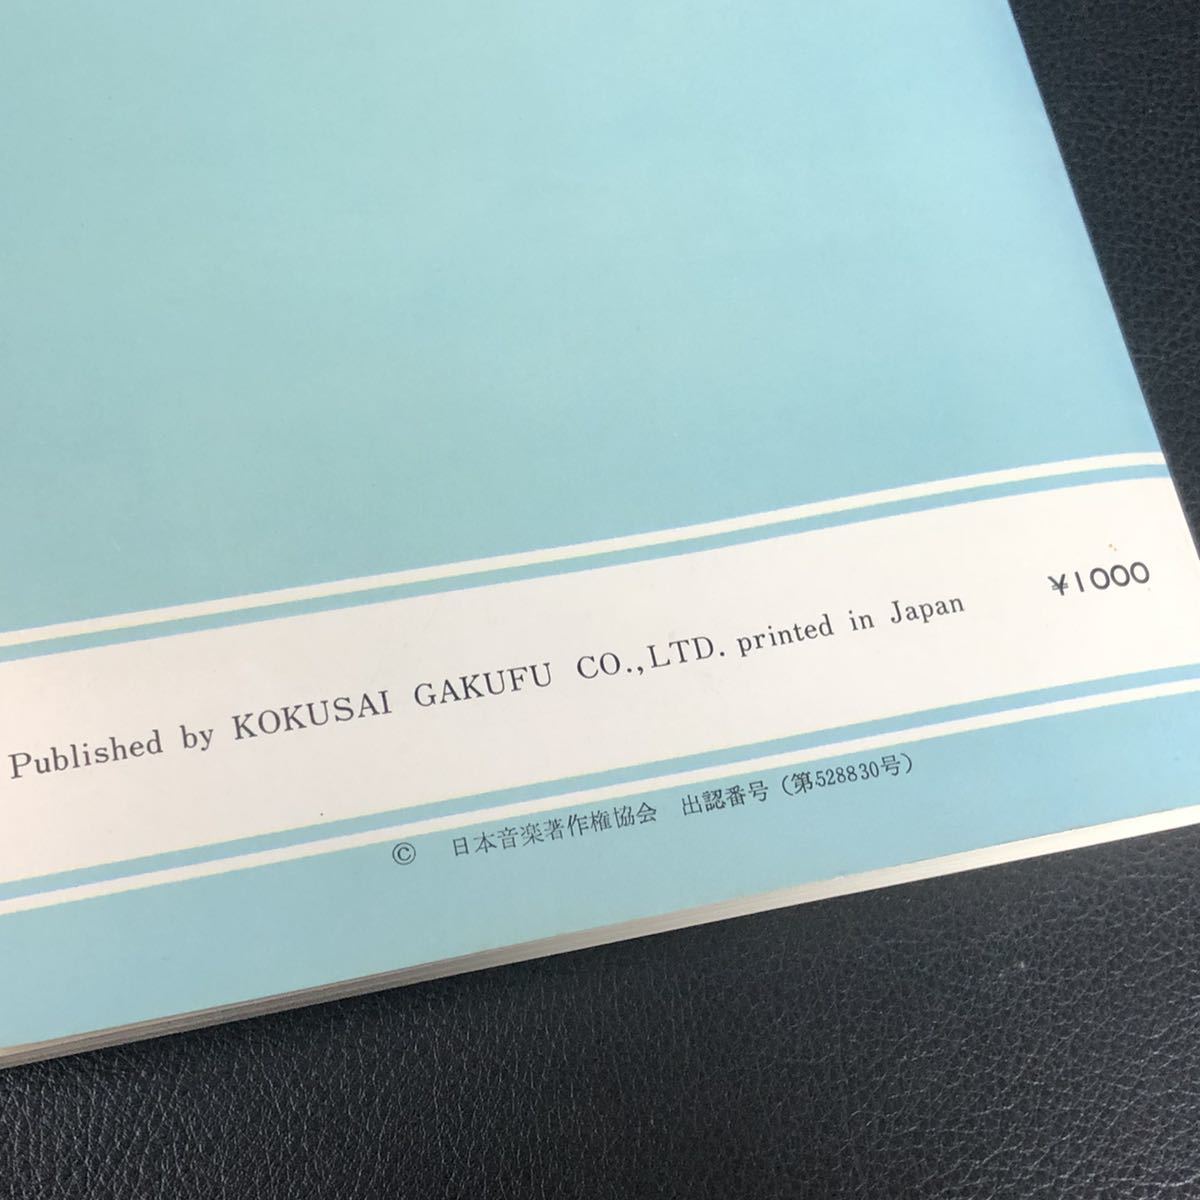 Published by KOKUSAI GAKUFU CO.,LTD. printed in Japan ¥1000
© 日本音楽著作権協会 出認番号(第528830号)